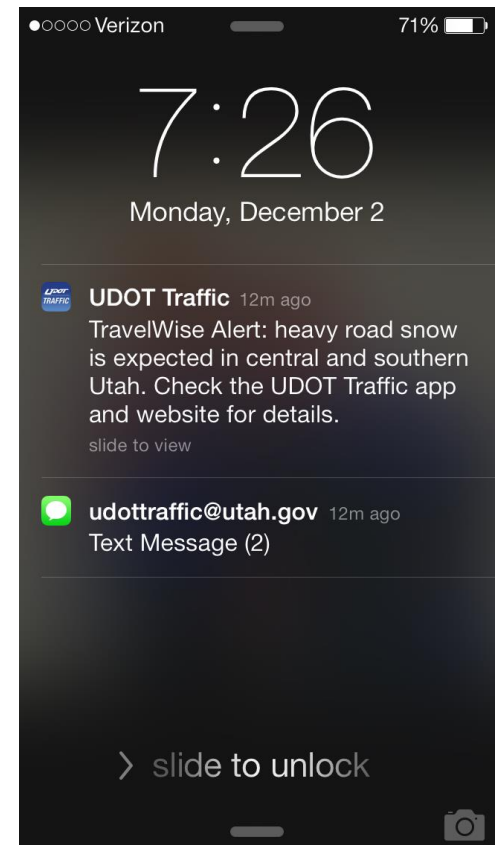 Verizon 71%
7:26
Monday, December 2
UDOT TRAFFIC
UDOT Traffic 12m ago
TravelWise Alert: heavy road snow
is expected in central and southern
Utah. Check the UDOT Traffic app
and website for details.
slide to view
udottraffic@utah.gov 12m ago
Text Message (2)
> slide to unlock